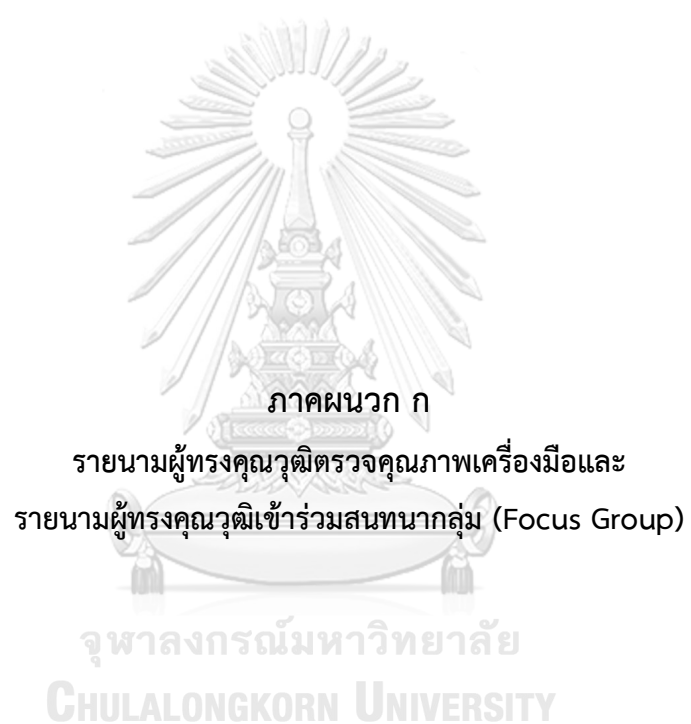 ภาคผนวก ก
รายนามผู้ทรงคุณวุฒิตรวจคุณภาพเครื่องมือและ
รายนามผู้ทรงคุณวุฒิเข้าร่วมสนทนากลุ่ม (Focus Group)
จุฬาลงกรณ์มหาวิทยาลัย
CHULALONGKORN UNIVERSITY